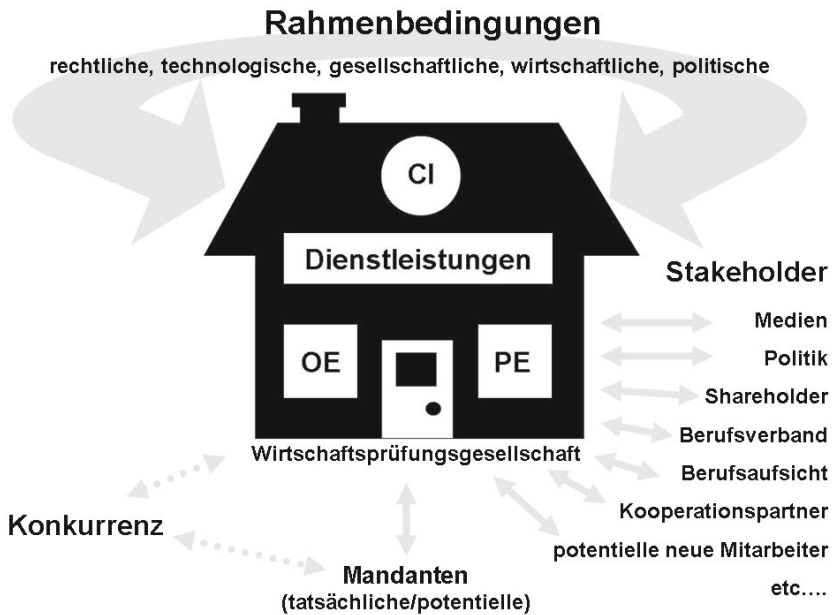 Rahmenbedingungen
rechtliche, technologische, gesellschaftliche, wirtschaftliche, politische
CI
Dienstleistungen
OE
PE
Wirtschaftsprüfungsgesellschaft
Stakeholder
Medien
Politik
Shareholder
Berufsverband
Berufsaufsicht
Kooperationspartner
potentielle neue Mitarbeiter
etc....
Konkurrenz
Mandanten
(tatsächliche/potentielle)